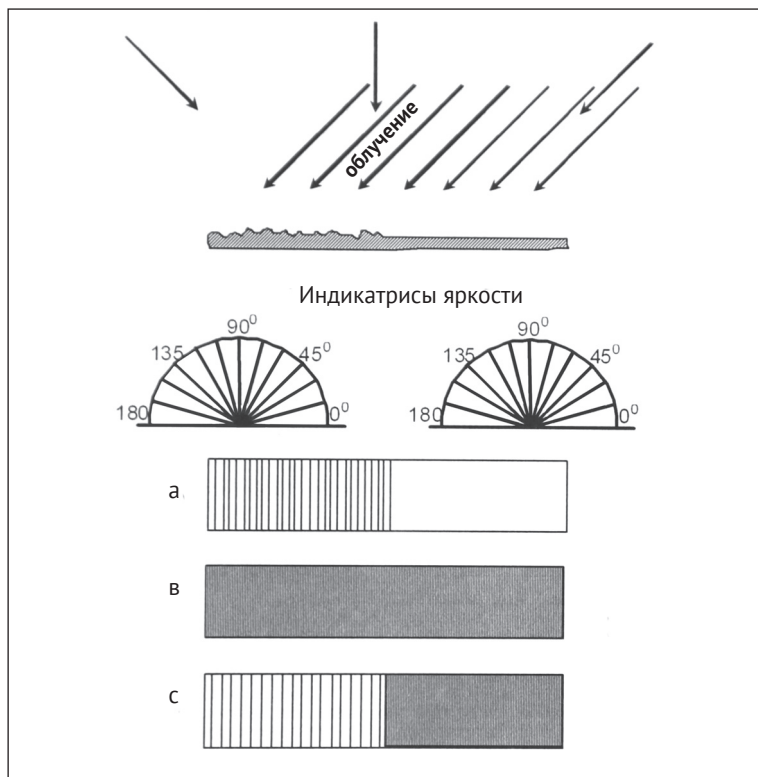 облучение
Индикатрисы яркости
90⁰ 90⁰
135 45⁰ 135 45⁰
180 0⁰ 180 0⁰
а
в
с